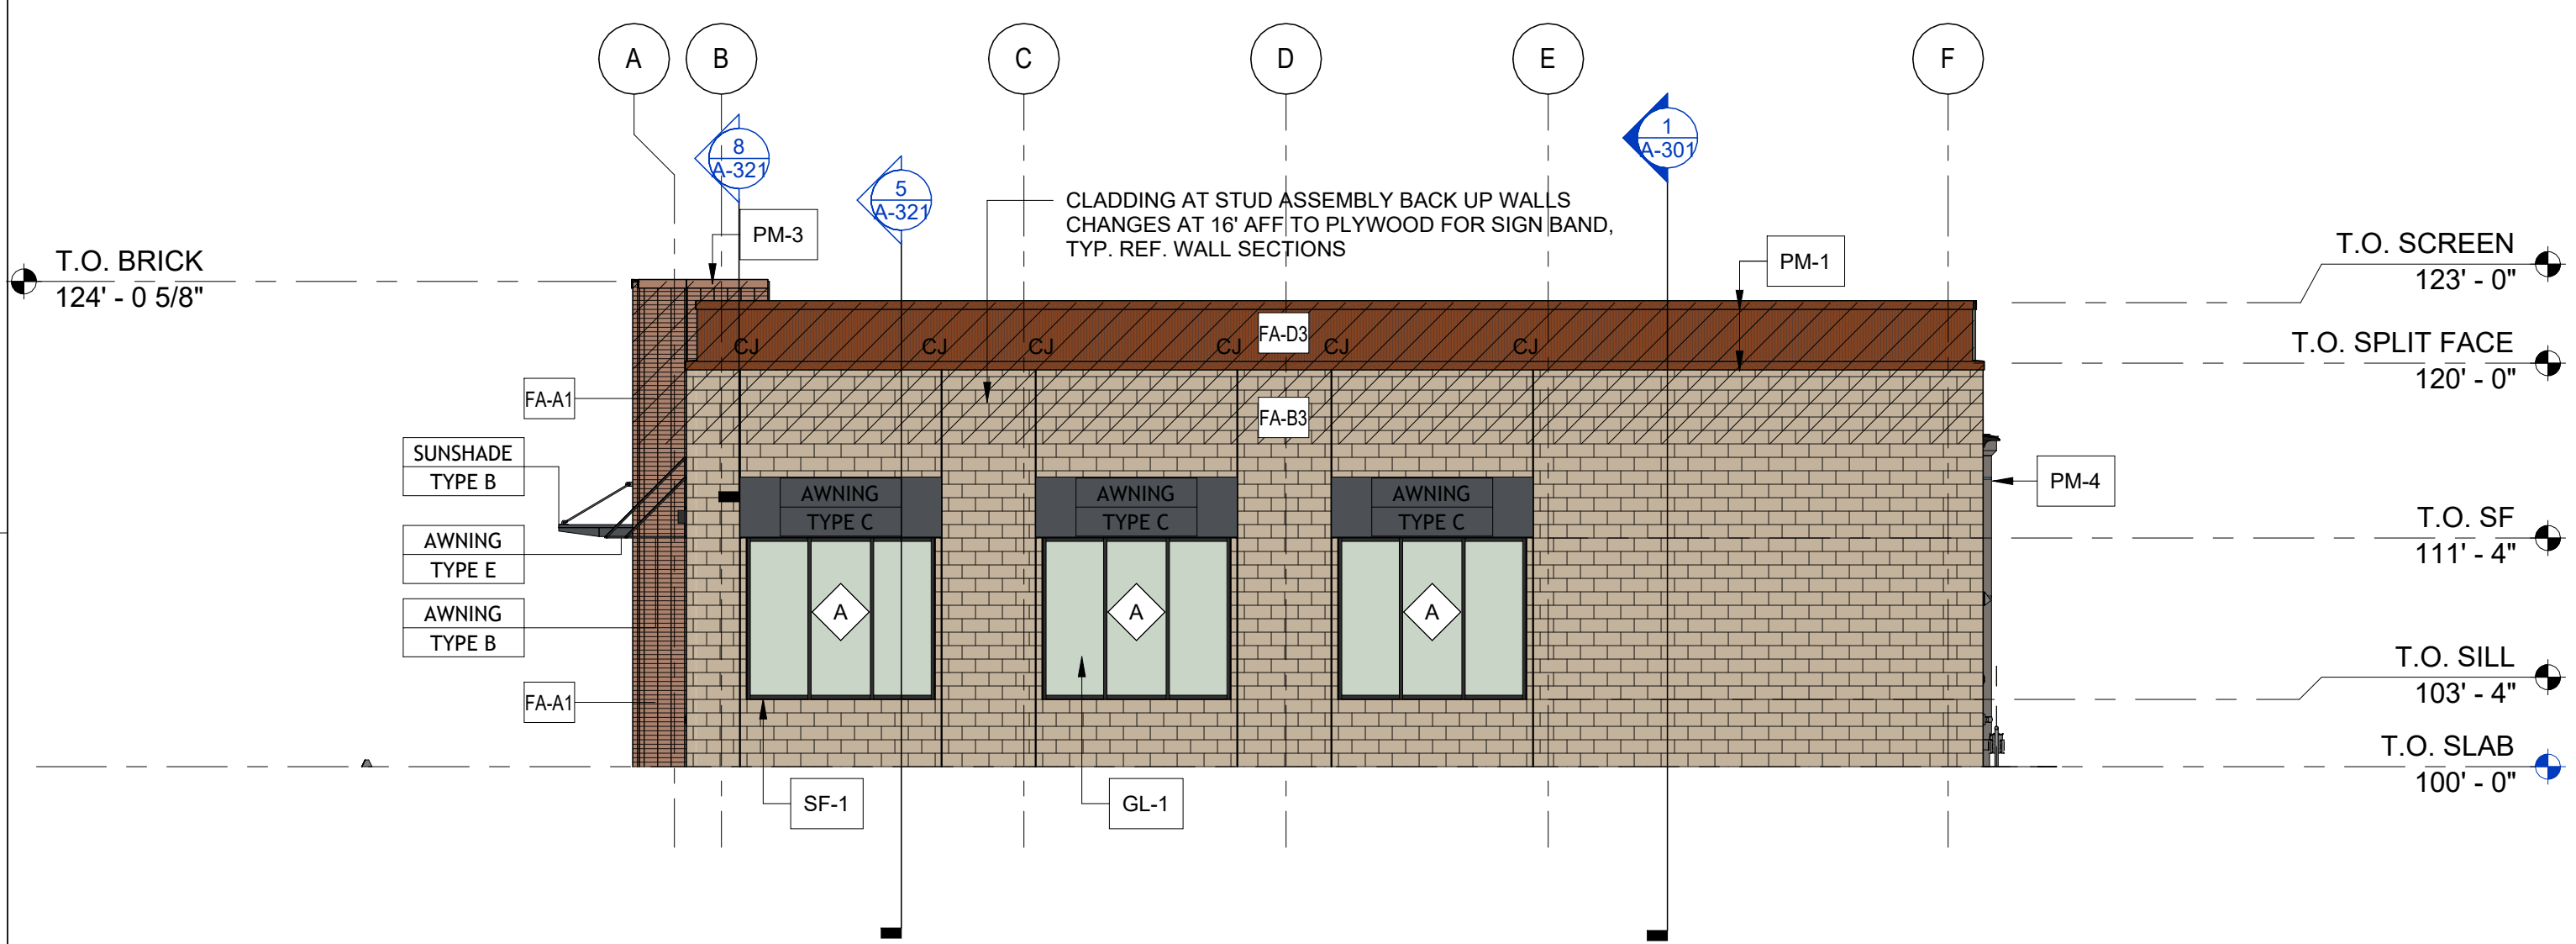 A
B
C
D
E
F
8
A-321
5
A-321
1
A-301
CLADDING AT STUD ASSEMBLY BACK UP WALLS
CHANGES AT 16' AFF TO PLYWOOD FOR SIGN BAND,
TYP. REF. WALL SECTIONS
PM-3
PM-1
T.O. BRICK
124' - 0 5/8"
T.O. SCREEN
123' - 0"
FA-D3
CJ
CJ
CJ
CJ
CJ
CJ
T.O. SPLIT FACE
120' - 0"
FA-A1
FA-B3
SUNSHADE
TYPE B
PM-4
AWNING
TYPE C
AWNING
TYPE C
AWNING
TYPE C
T.O. SF
111' - 4"
AWNING
TYPE E
AWNING
TYPE B
A
A
A
T.O. SILL
103' - 4"
FA-A1
T.O. SLAB
100' - 0"
SF-1
GL-1